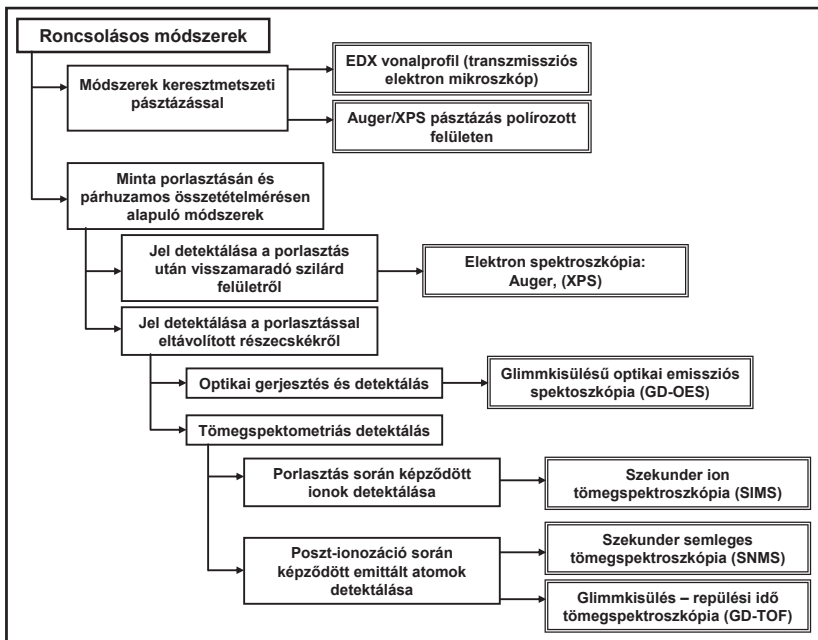 Roncsolásos módszerek
Módszerek keresztmetszeti
pásztázással
EDX vonalprofil (transzmissziós
elektron mikroszkóp)
Auger/XPS pásztázás polírozott
felületen
Minta porlasztásán és
párhuzamos összetételmérésen
alapuló módszerek
Jel detektálása a porlasztás
után visszamaradó szilárd
felületről
Elektron spektroszkópia:
Auger, (XPS)
Jel detektálása a porlasztással
eltávolított részecskékről
Optikai gerjesztés és detektálás
Glimmkisülésű optikai emissziós
spektoszkópia (GD-OES)
Tömegspektometriás detektálás
Porlasztás során képződött
ionok detektálása
Szekunder ion
tömegspektroszkópia (SIMS)
Poszt-ionozáció során
képződött emittált atomok
detektálása
Szekunder semleges
tömegspektroszkópia (SNMS)
Glimmkisülés – repülési idő
tömegspektroszkópia (GD-TOF)